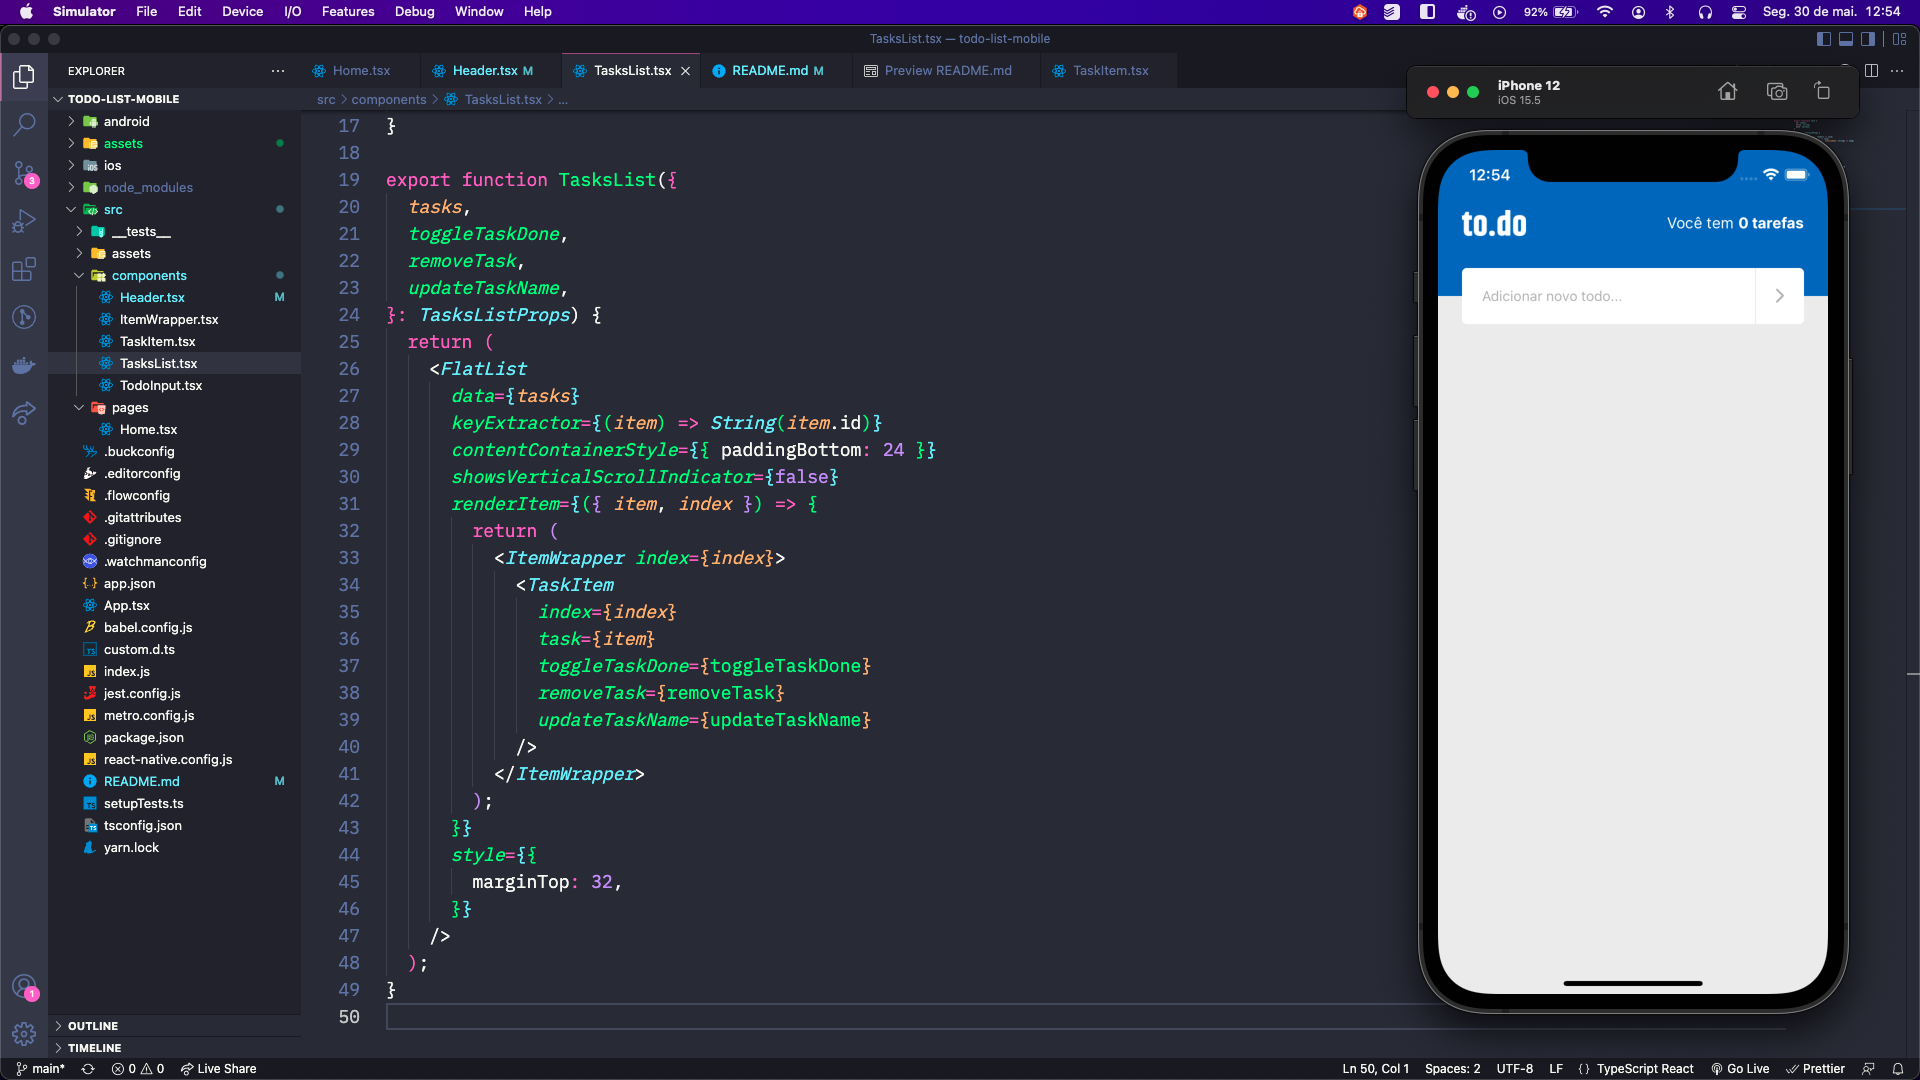 Simulator File Edit Device I/O Features Debug Window Help 92% Seg. 30 de mai. 12:54
TasksList.tsx — todo-list-mobile
EXPLORER
Home.tsx Header.tsx M TasksList.tsx README.md M Preview README.md TaskItem.tsx
src > components > TasksList.tsx > ...
TODO-LIST-MOBILE
android
assets
ios
node_modules
src
__tests__
assets
components
Header.tsx M
ItemWrapper.tsx
TaskItem.tsx
TasksList.tsx
TodoInput.tsx
pages
Home.tsx
.buckconfig
.editorconfig
.flowconfig
.gitattributes
.gitignore
.watchmanconfig
app.json
App.tsx
babel.config.js
custom.d.ts
index.js
jest.config.js
metro.config.js
package.json
react-native.config.js
README.md M
setupTests.ts
tsconfig.json
yarn.lock
OUTLINE
TIMELINE
3
1
17 }
18
19 export function TasksList({
20 tasks,
21 toggleTaskDone,
22 removeTask,
23 updateTaskName,
24 }: TasksListProps) {
25 return (
26 <FlatList
27 data={tasks}
28 keyExtractor={(item) => String(item.id)}
29 contentContainerStyle={{ paddingBottom: 24 }}
30 showsVerticalScrollIndicator={false}
31 renderItem={({ item, index }) => {
32 return (
33 <ItemWrapper index={index}>
34 <TaskItem
35 index={index}
36 task={item}
37 toggleTaskDone={toggleTaskDone}
38 removeTask={removeTask}
39 updateTaskName={updateTaskName}
40 />
41 </ItemWrapper>
42 );
43 }}
44 style={{
45 marginTop: 32,
46 }}
47 />
48 );
49 }
50
iPhone 12
iOS 15.5
12:54
to.do Você tem 0 tarefas
Adicionar novo todo...
main* 0 0 Live Share Ln 50, Col 1 Spaces: 2 UTF-8 LF {} TypeScript React Go Live Prettier